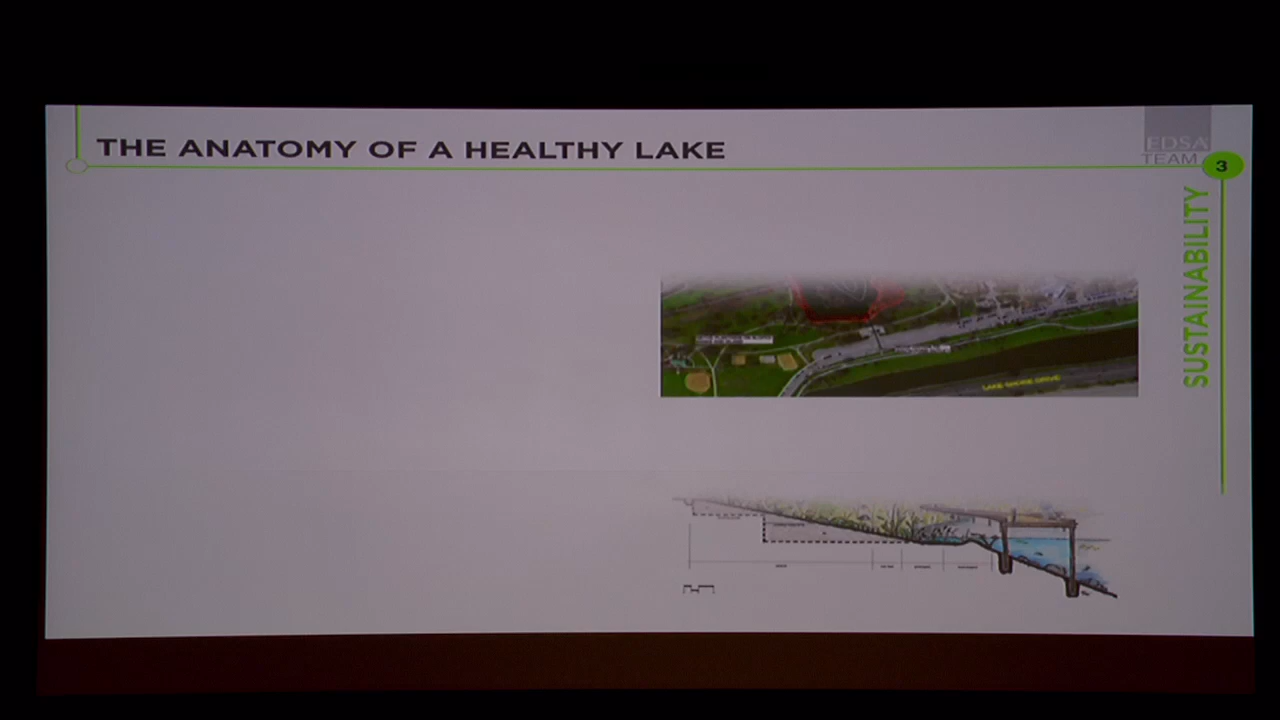 THE ANATOMY OF A HEALTHY LAKE
EDSA
TEAM
3
SUSTAINABILITY
LAKE SHORE DRIVE